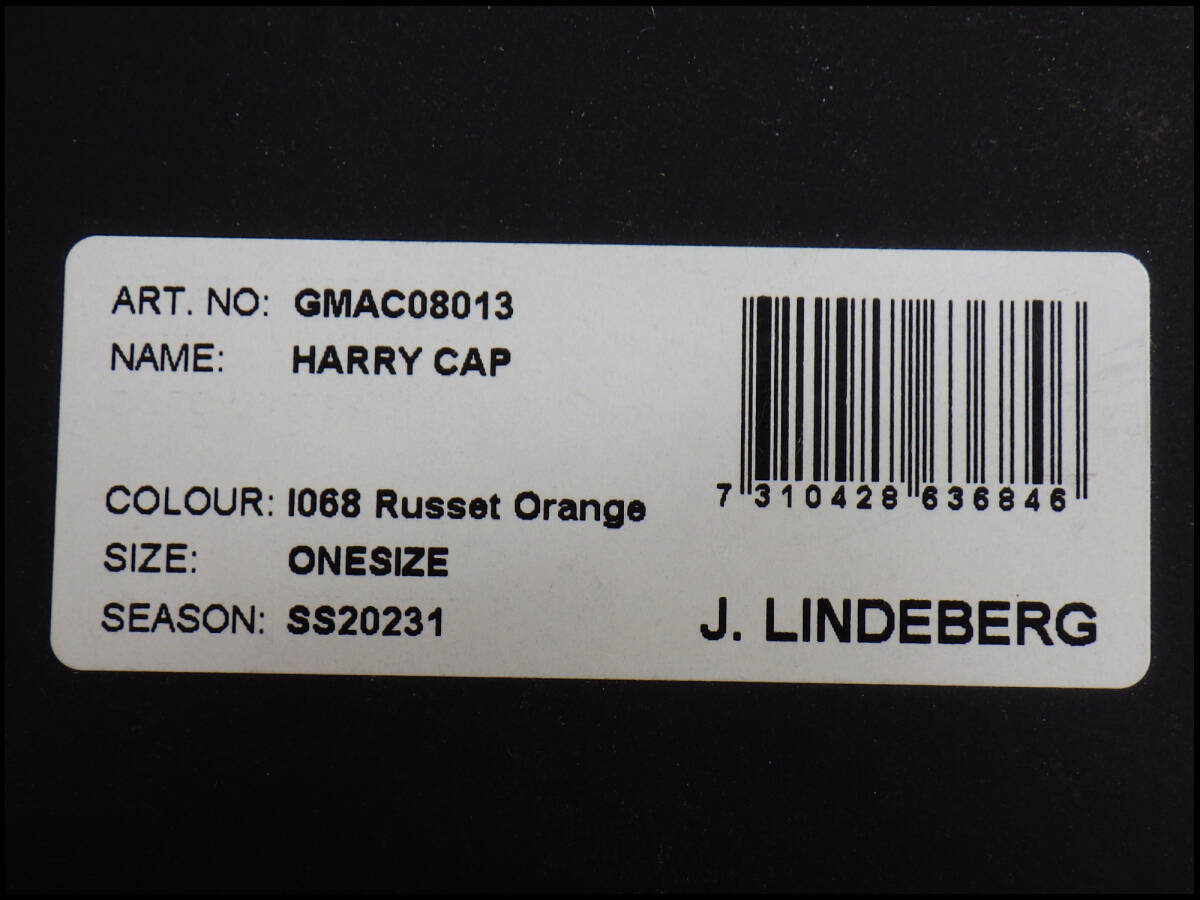 ART. NO: GMAC08013
NAME: HARRY CAP
COLOUR: I068 Russet Orange
SIZE: ONESIZE
SEASON: SS20231
7 310428 636846
J. LINDEBERG